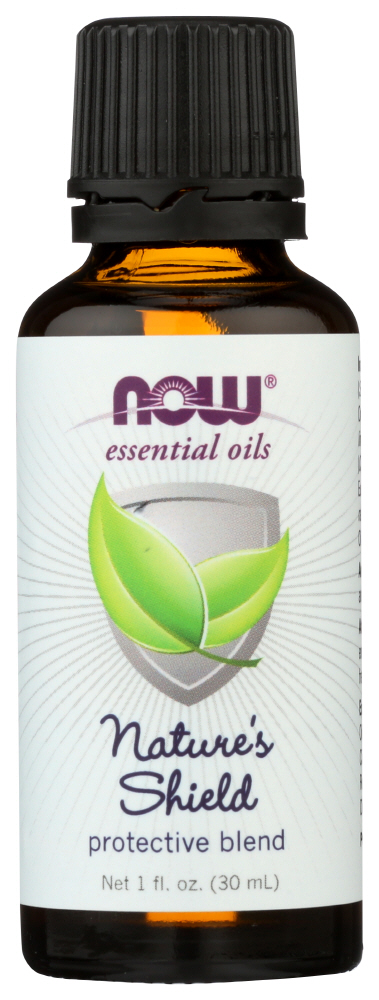 NOW®
essential oils
Nature's
Shield
protective blend
Net 1 fl. oz. (30 mL)